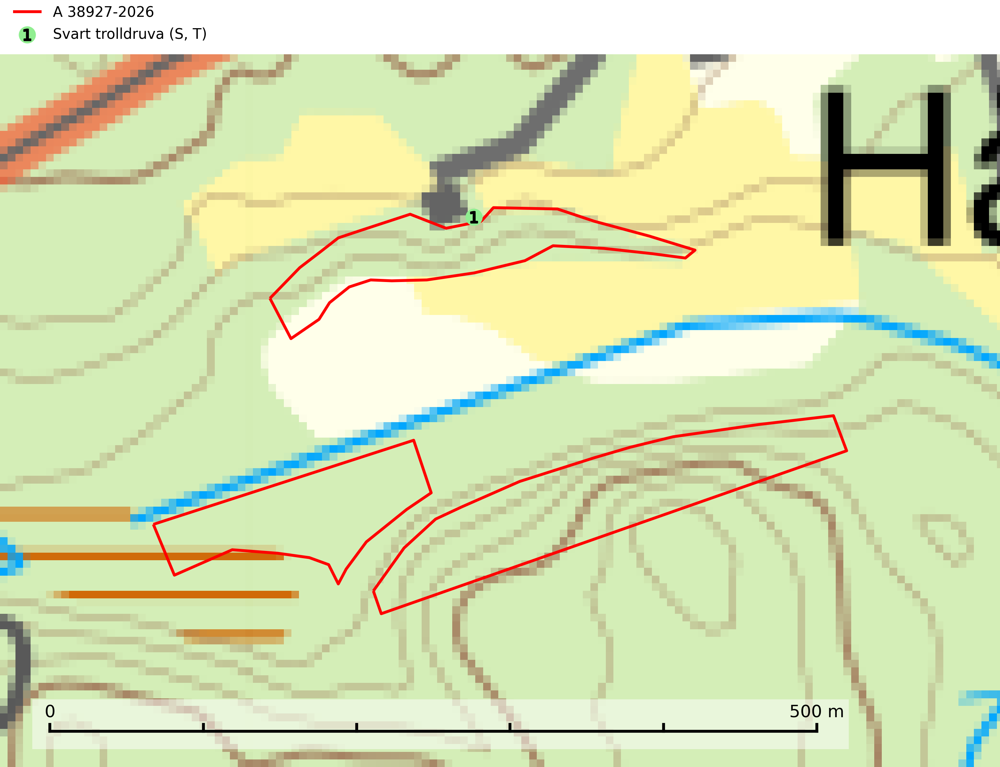 A 38927-2026
1 Svart trolldruva (S, T)
H
1
0 500 m